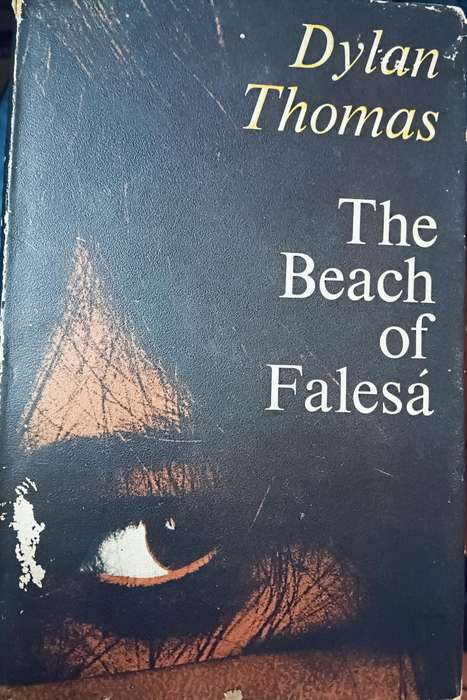 Dylan
Thomas
The
Beach
of
Falesá